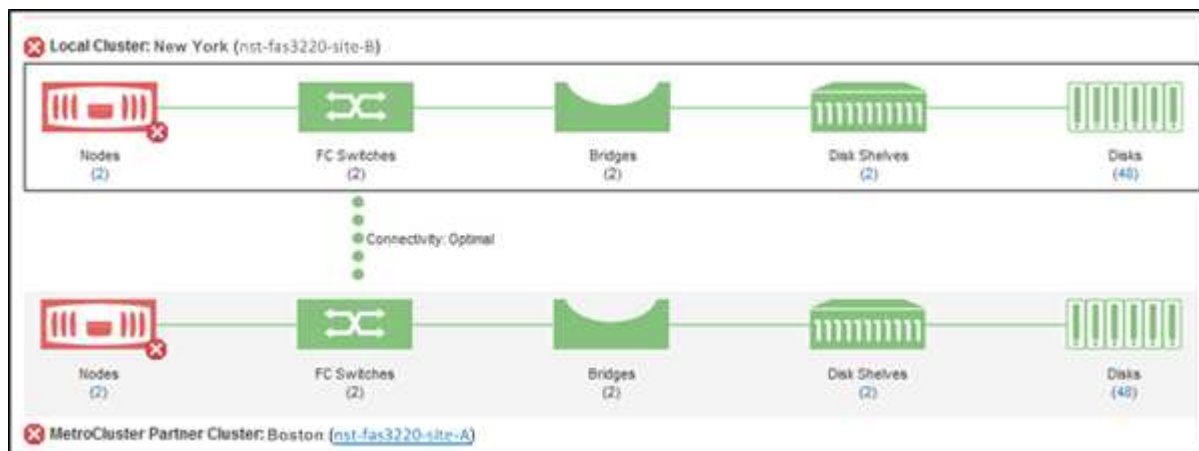 Local Cluster: New York (nst-fas3220-site-B)
Nodes FC Switches Bridges Disk Shelves Disks
(2) (2) (2) (2) (48)
Connectivity: Optimal
Nodes FC Switches Bridges Disk Shelves Disks
(2) (2) (2) (2) (48)
MetroCluster Partner Cluster: Boston (nst-fas3220-site-A)